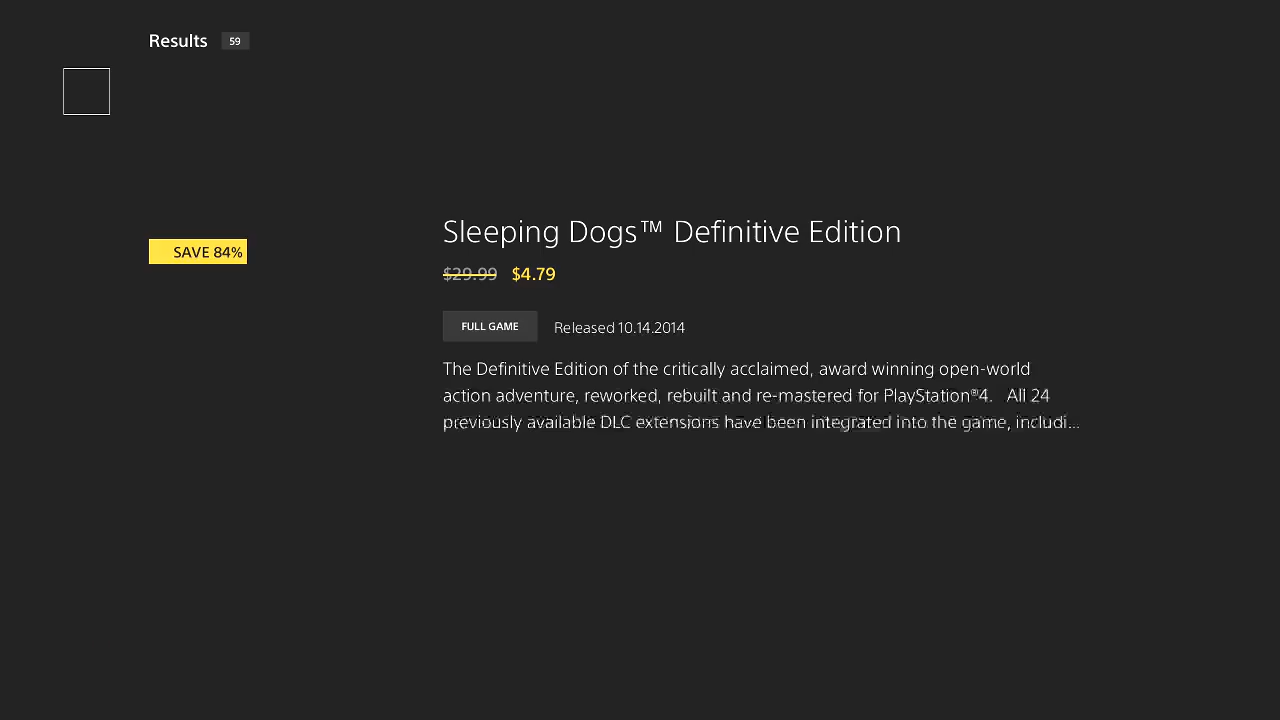 Results 59
Sleeping Dogs™ Definitive Edition
SAVE 84%
$29.99 $4.79
FULL GAME Released 10.14.2014
The Definitive Edition of the critically acclaimed, award winning open-world
action adventure, reworked, rebuilt and re-mastered for PlayStation®4. All 24
previously available DLC extensions have been integrated into the game, includi...